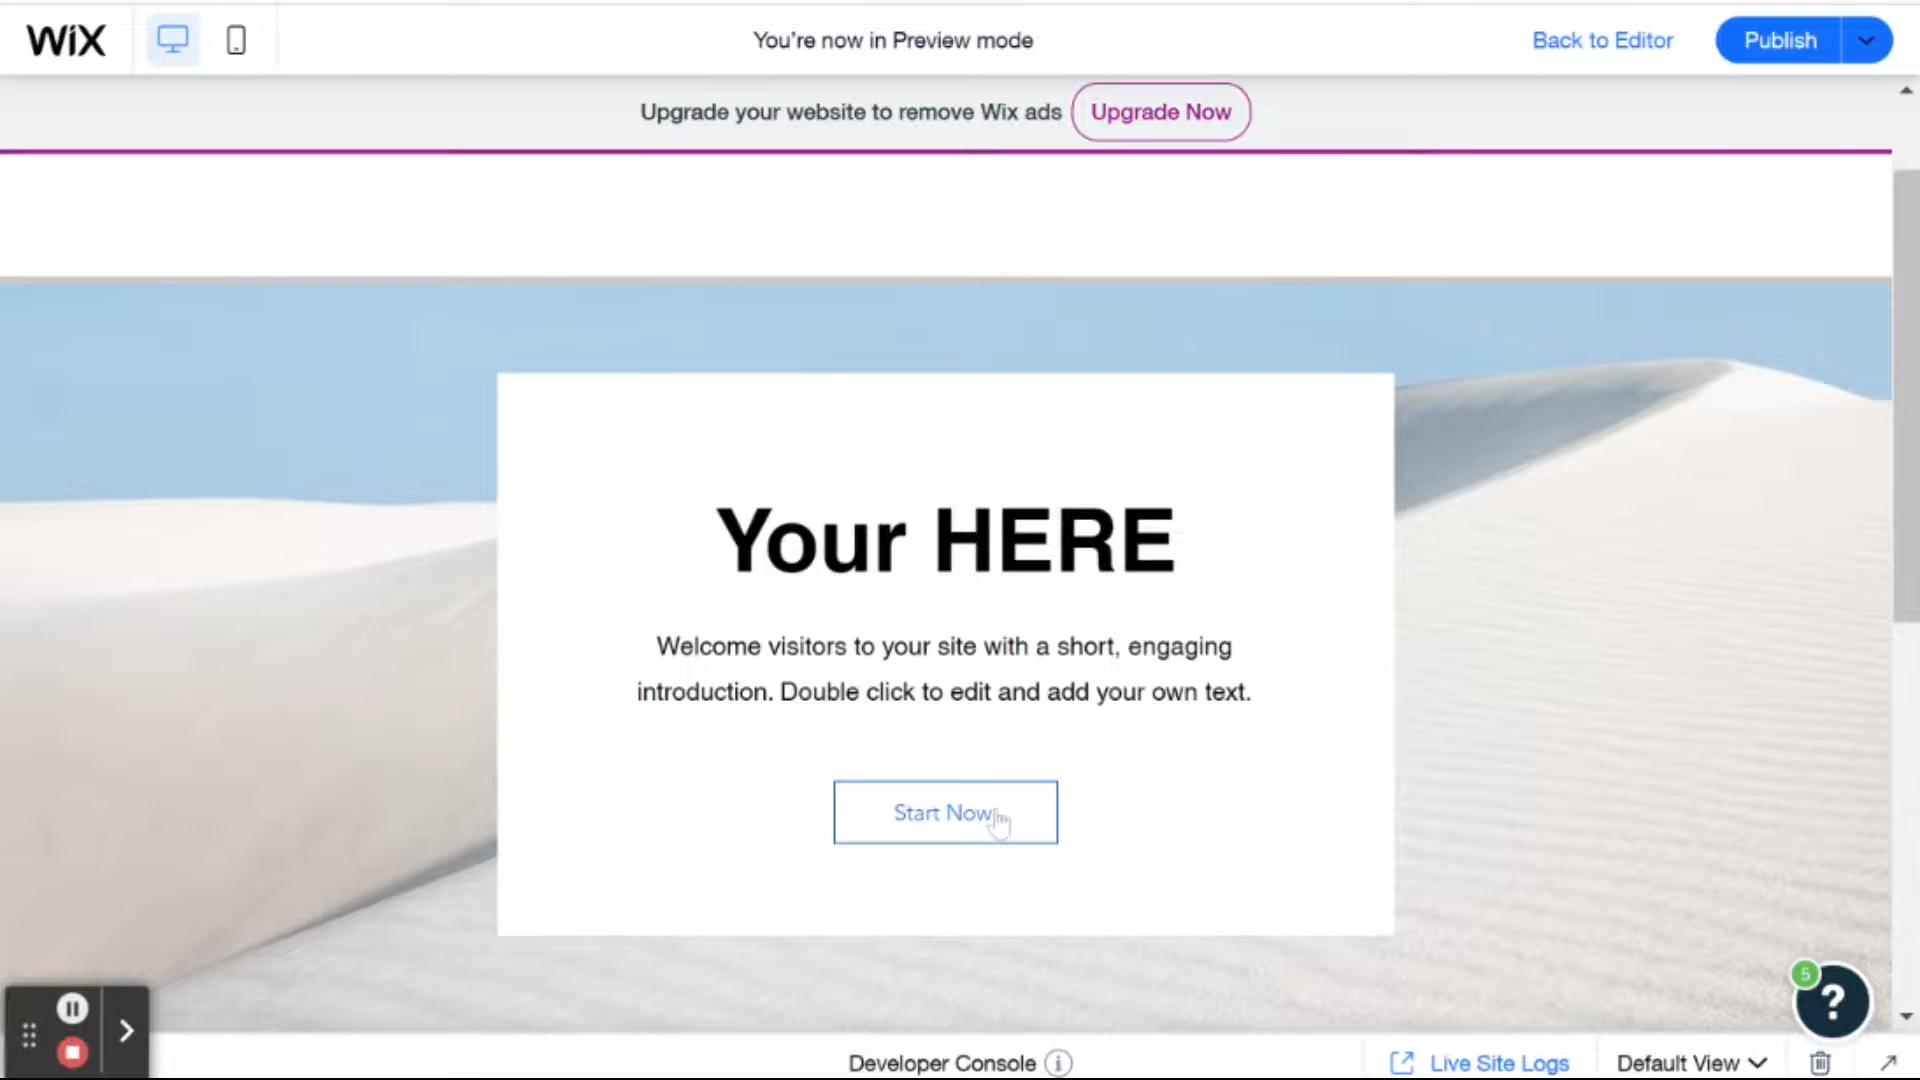 WiX
You're now in Preview mode
Back to Editor
Publish
Upgrade your website to remove Wix ads
Upgrade Now
Your HERE
Welcome visitors to your site with a short, engaging
introduction. Double click to edit and add your own text.
Start Now
5
?
Developer Console
i
Live Site Logs
Default View